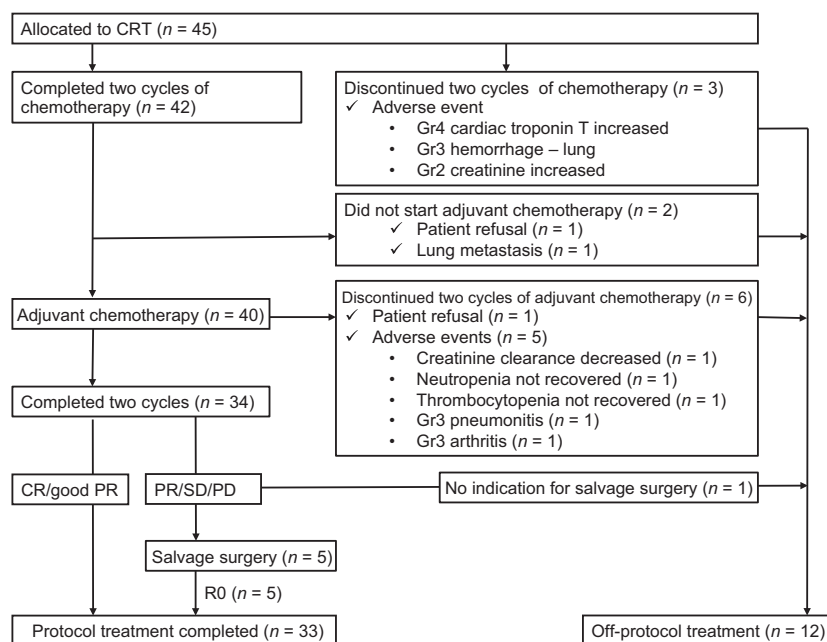 Allocated to CRT (n = 45)
Completed two cycles of
chemotherapy (n = 42)
Discontinued two cycles of chemotherapy (n = 3)
✓ Adverse event
• Gr4 cardiac troponin T increased
• Gr3 hemorrhage – lung
• Gr2 creatinine increased
Did not start adjuvant chemotherapy (n = 2)
✓ Patient refusal (n = 1)
✓ Lung metastasis (n = 1)
Adjuvant chemotherapy (n = 40)
Discontinued two cycles of adjuvant chemotherapy (n = 6)
✓ Patient refusal (n = 1)
✓ Adverse events (n = 5)
• Creatinine clearance decreased (n = 1)
• Neutropenia not recovered (n = 1)
• Thrombocytopenia not recovered (n = 1)
• Gr3 pneumonitis (n = 1)
• Gr3 arthritis (n = 1)
Completed two cycles (n = 34)
CR/good PR
PR/SD/PD
No indication for salvage surgery (n = 1)
Salvage surgery (n = 5)
R0 (n = 5)
Protocol treatment completed (n = 33)
Off-protocol treatment (n = 12)